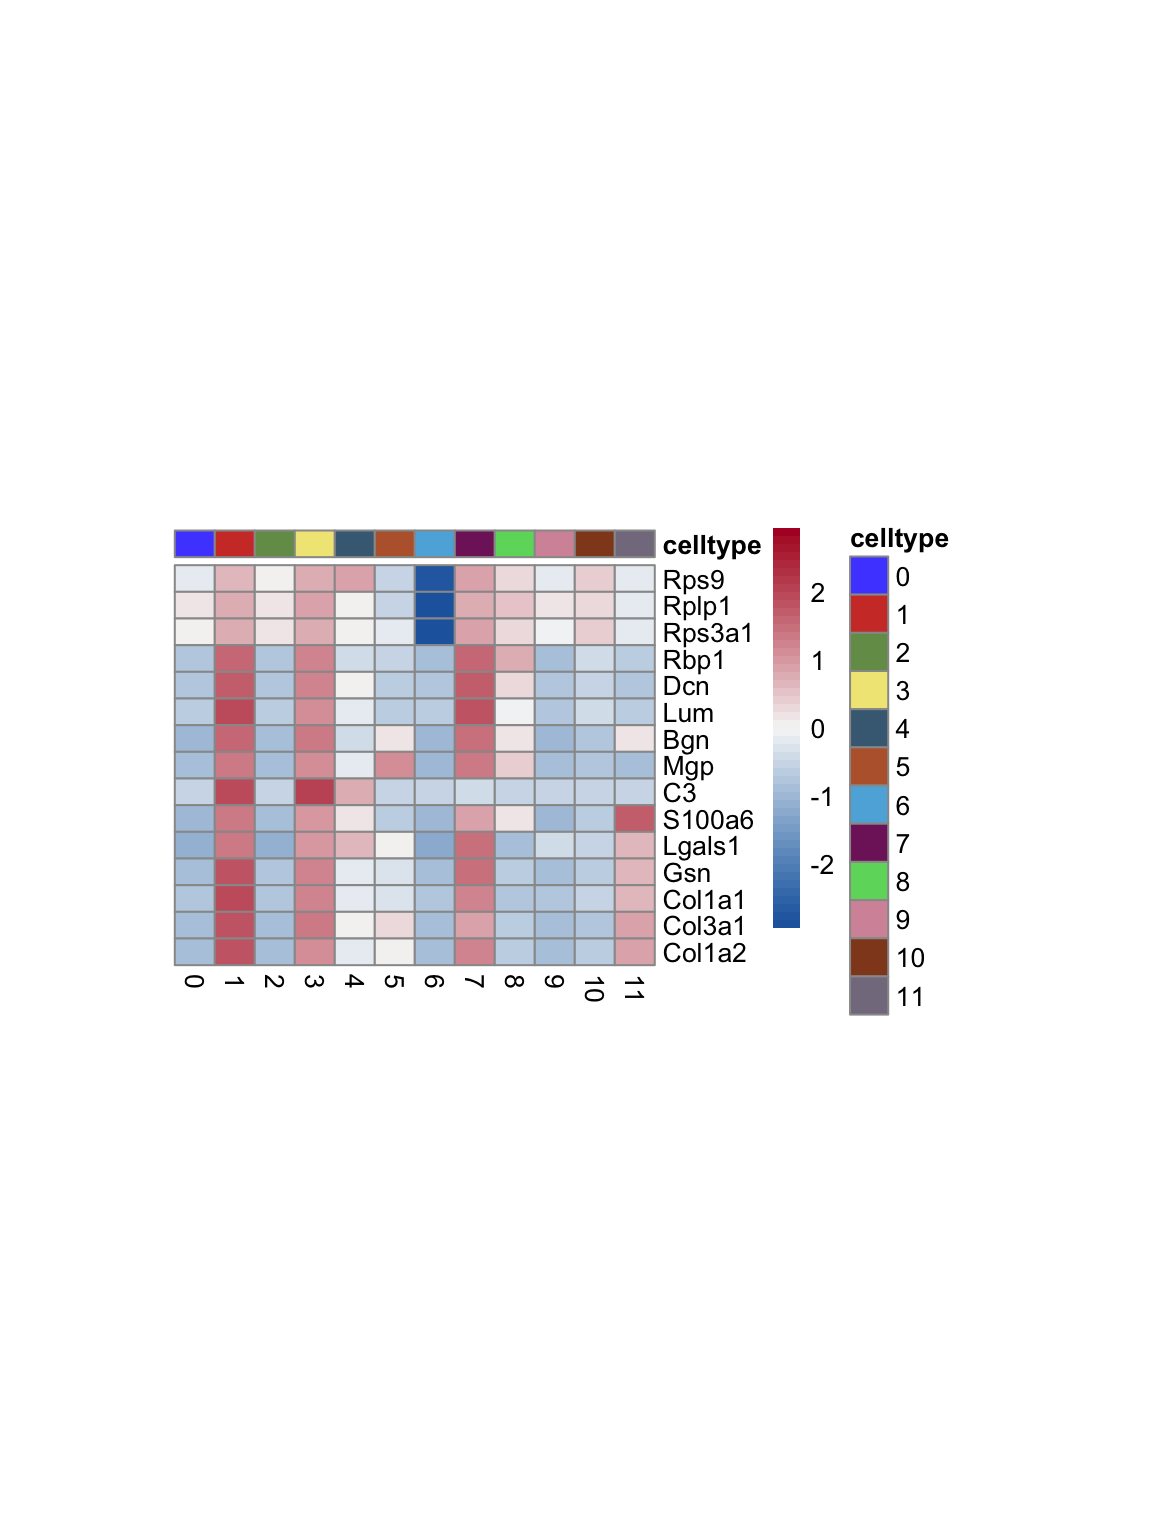 celltype
Rps9
Rplp1
Rps3a1
Rbp1
Dcn
Lum
Bgn
Mgp
C3
S100a6
Lgals1
Gsn
Col1a1
Col3a1
Col1a2
0 1 2 3 4 5 6 7 8 9 10 11
2
1
0
-1
-2
celltype
0
1
2
3
4
5
6
7
8
9
10
11